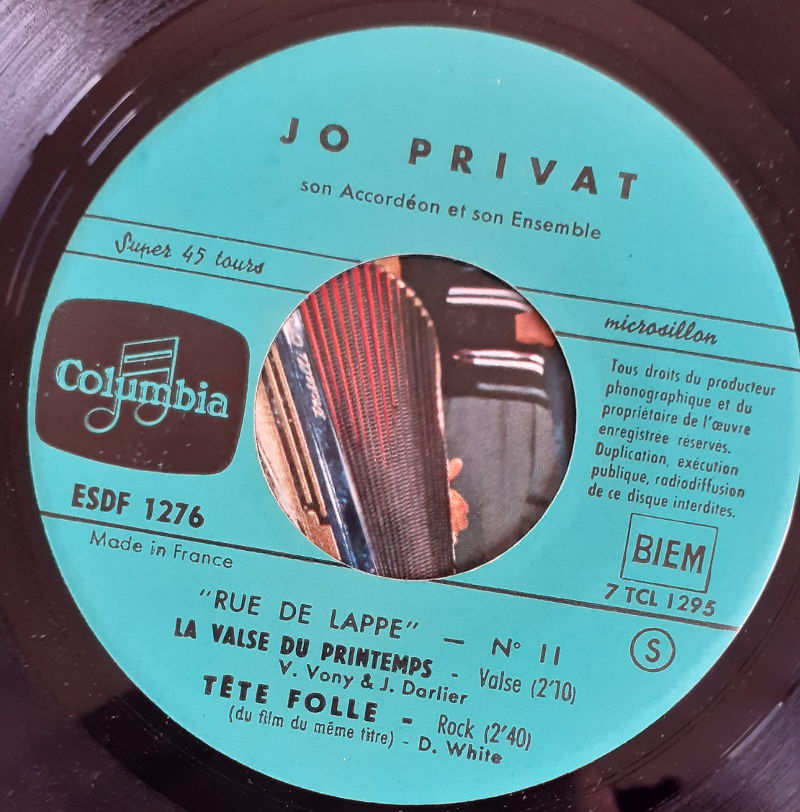 JO PRIVAT
son Accordéon et son Ensemble
Super 45 tours
microsillon
Columbia
Tous droits du producteur
phonographique et du
propriétaire de l'œuvre
enregistrée réservés.
Duplication, exécution
publique, radiodiffusion
de ce disque interdites.
ESDF 1276
BIEM
Made in France
7 TCL 1295
"RUE DE LAPPE" - N° 11
S
LA VALSE DU PRINTEMPS - Valse (2'10)
V. Vony & J. Darlier
TÊTE FOLLE - Rock (2'40)
(du film du même titre) - D. White